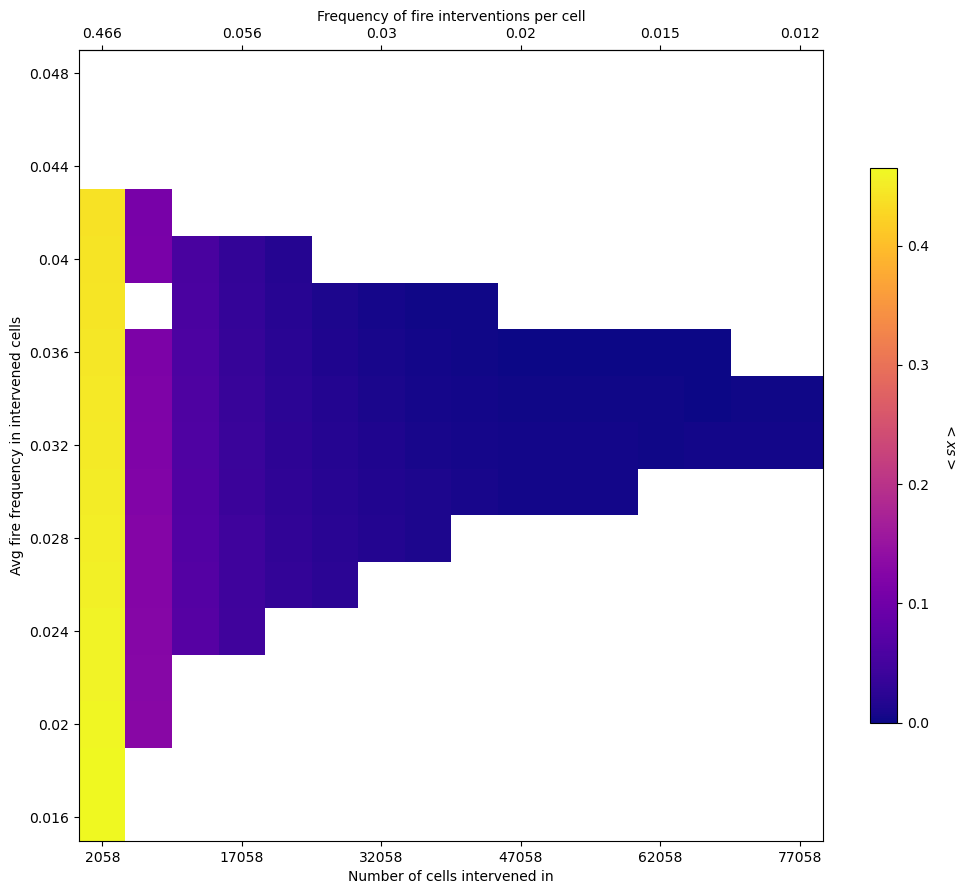 Frequency of fire interventions per cell
0.466 0.056 0.03 0.02 0.015 0.012
0.048
0.044
0.04
0.036
0.032
0.028
0.024
0.02
0.016
Avg fire frequency in intervened cells
2058 17058 32058 47058 62058 77058
Number of cells intervened in
0.4
0.3
0.2
0.1
0.0
< sx >